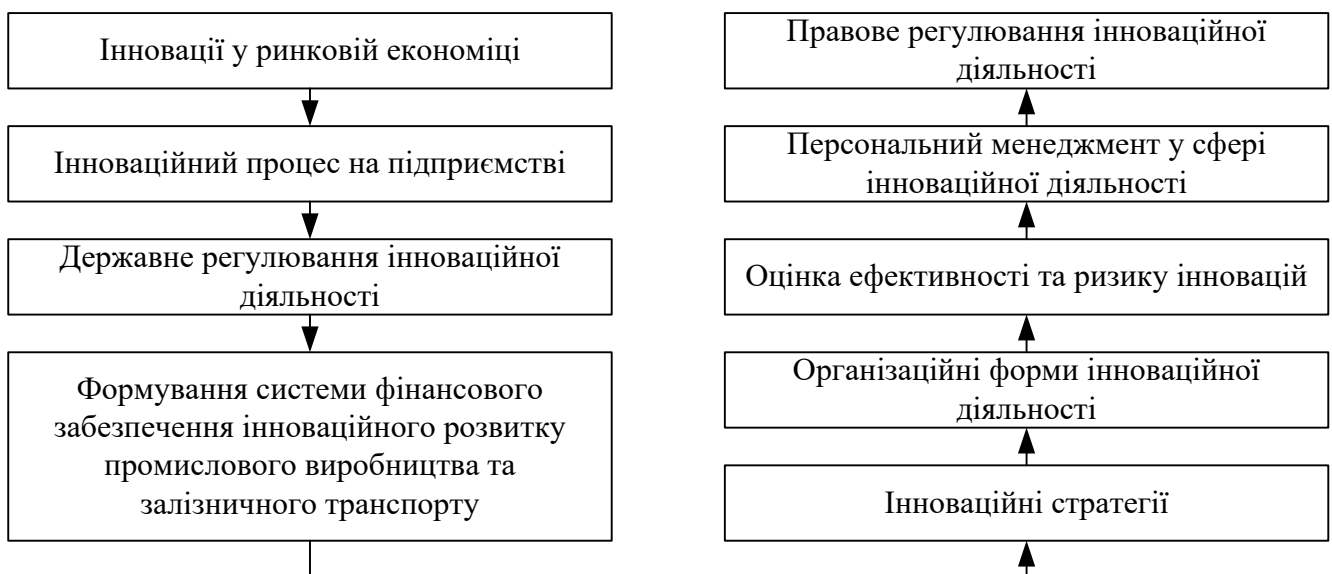 Інновації у ринковій економіці
Інноваційний процес на підприємстві
Державне регулювання інноваційної
діяльності
Формування системи фінансового
забезпечення інноваційного розвитку
промислового виробництва та
залізничного транспорту
Правове регулювання інноваційної
діяльності
Персональний менеджмент у сфері
інноваційної діяльності
Оцінка ефективності та ризику інновацій
Організаційні форми інноваційної
діяльності
Інноваційні стратегії